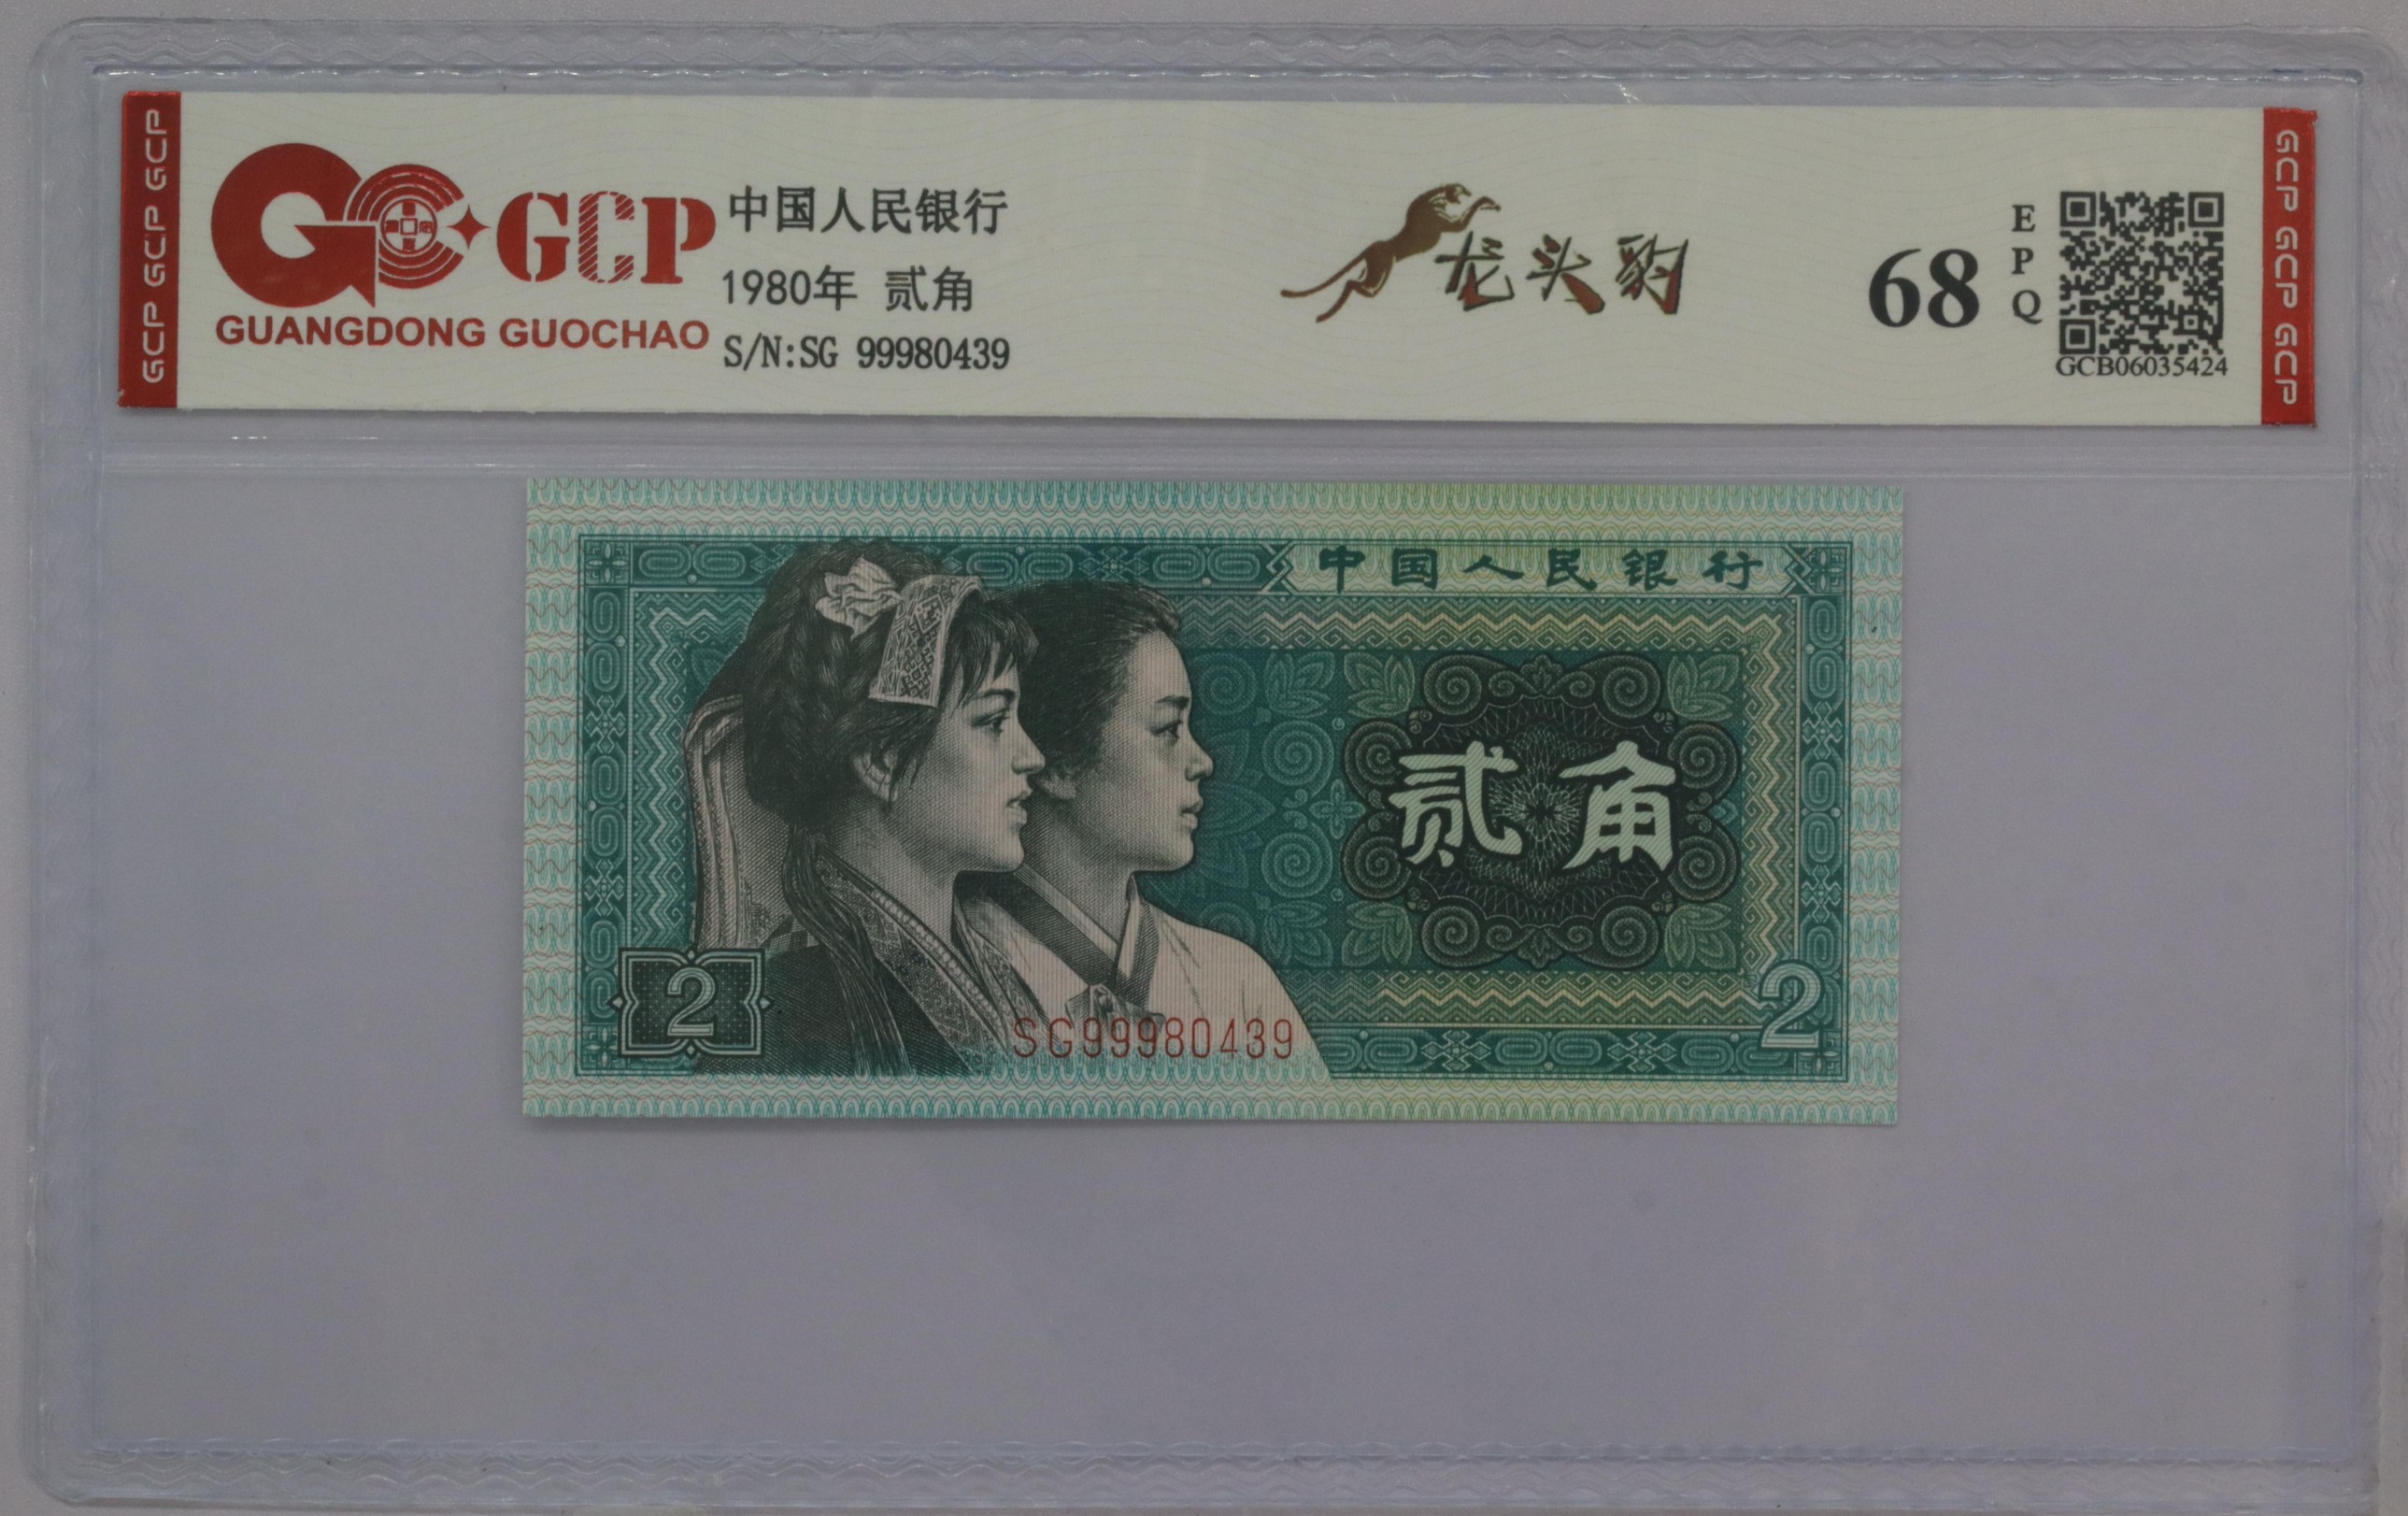 GCP GCP GCP
GCP
GUANGDONG GUOCHAO
中国人民银行
1980年 贰角
S/N:SG 99980439
龙头豹
68
EPQ
GCB06035424
GCP GCP GCP
中国人民银行
贰角
2
SG99980439
2